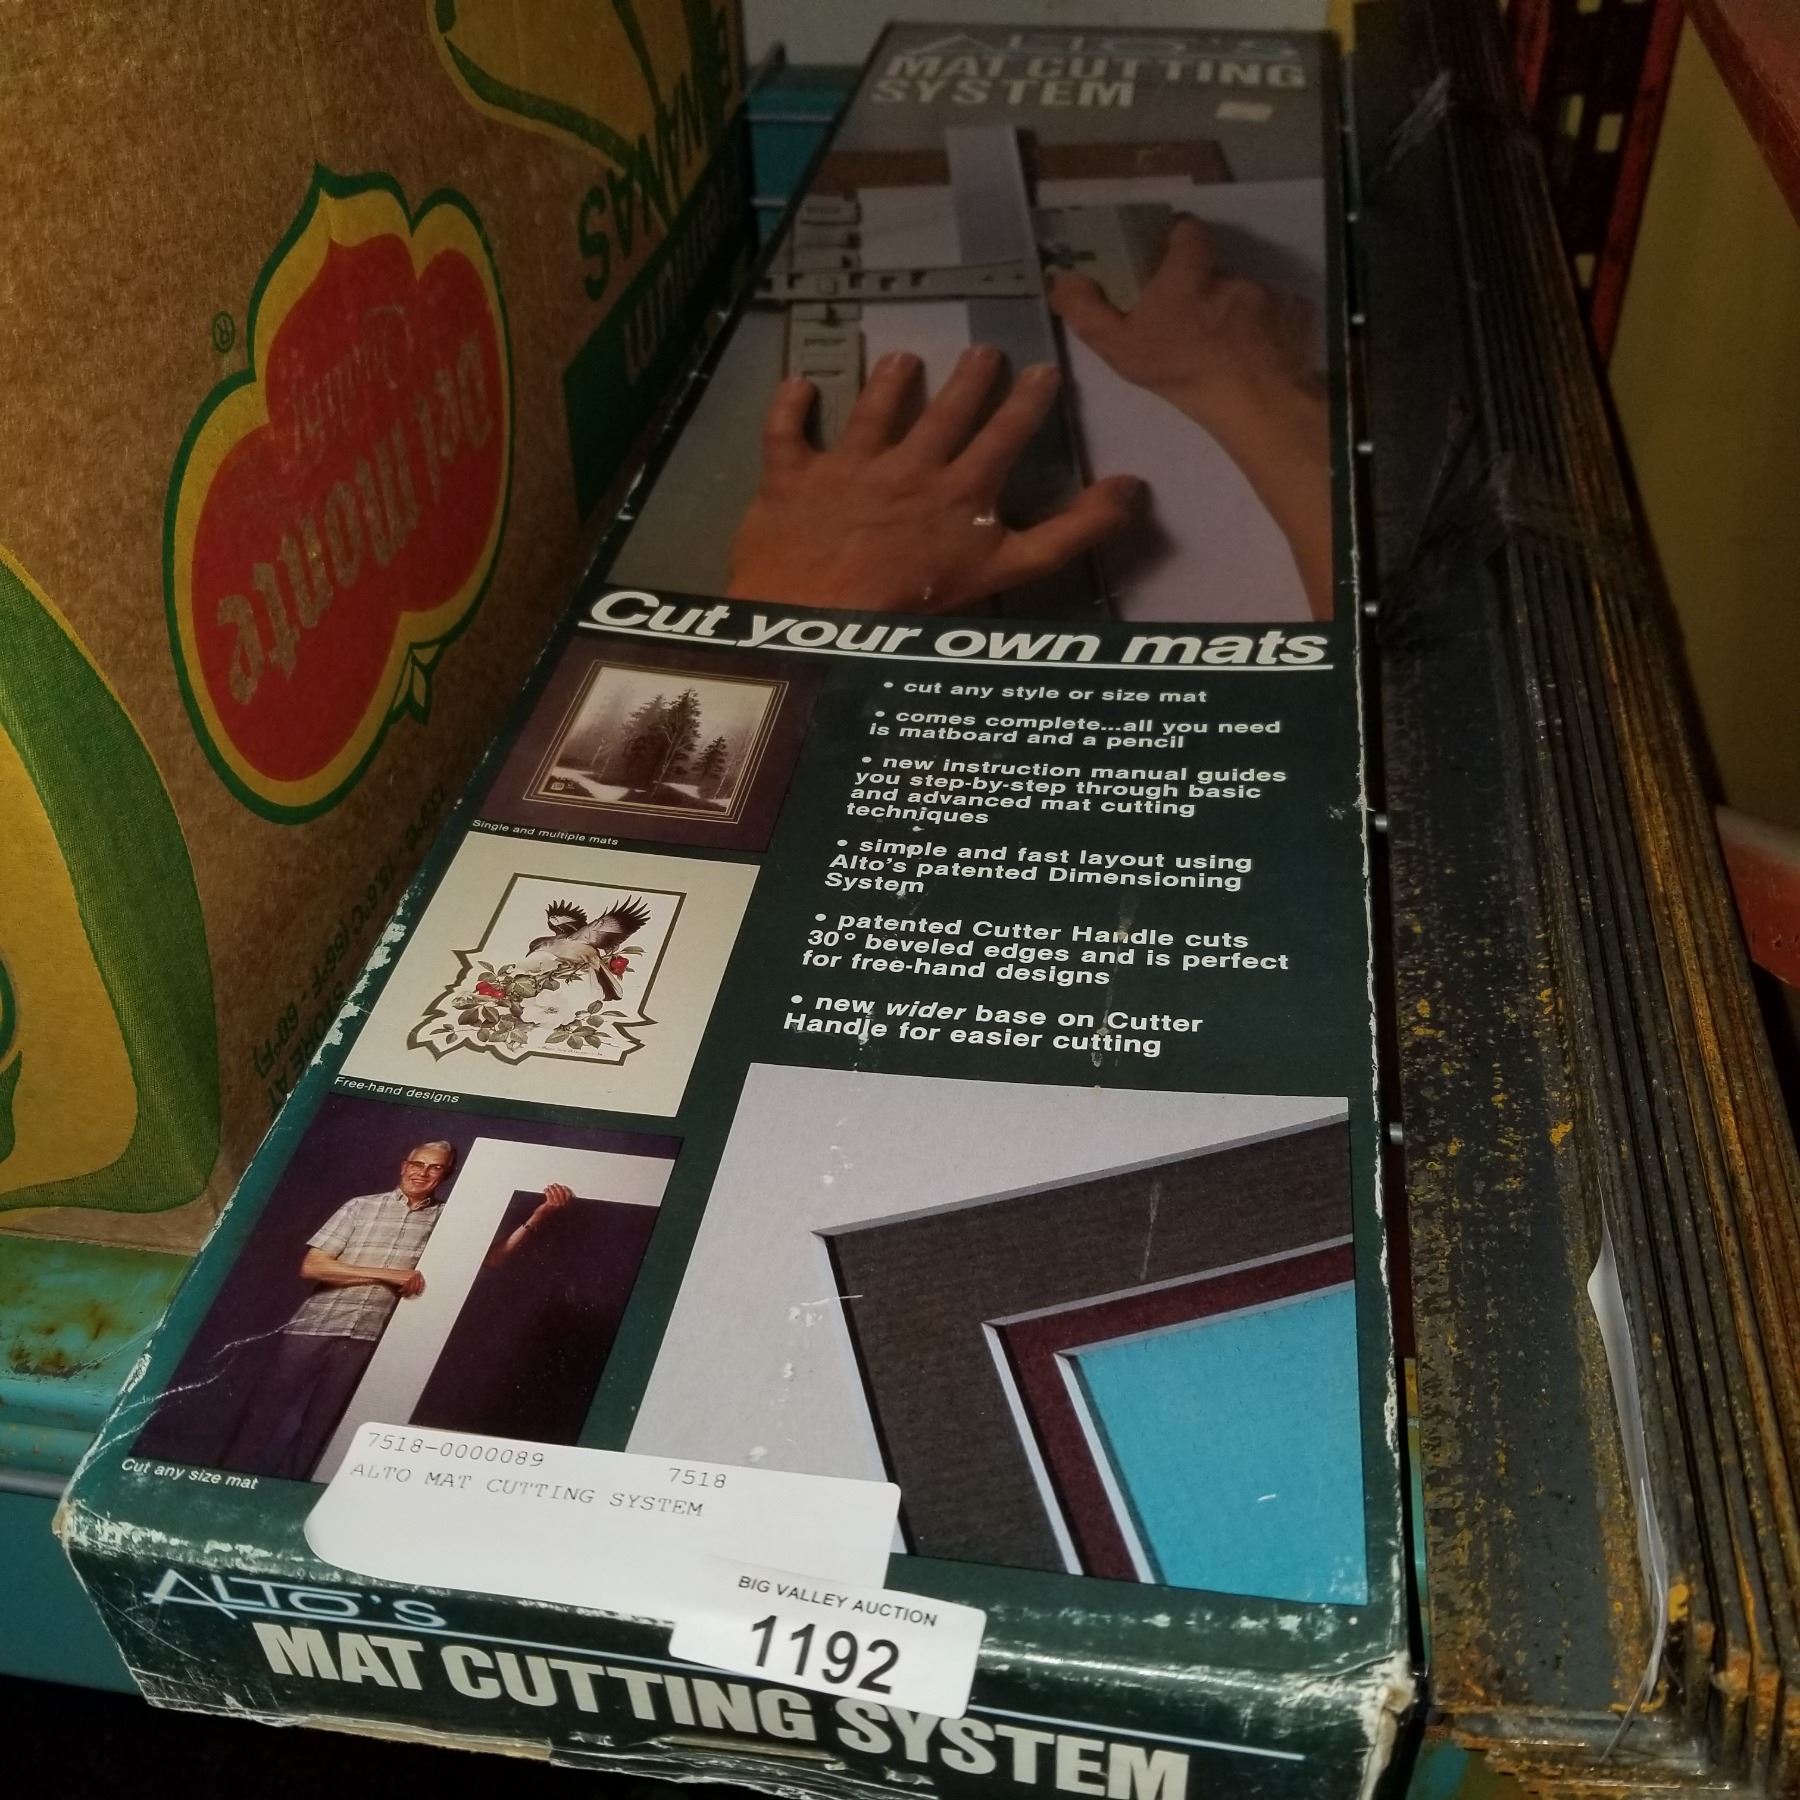 ALTO'S
MAT CUTTING
SYSTEM
Cut your own mats
• cut any style or size mat
• comes complete...all you need
is matboard and a pencil
• new instruction manual guides
you step-by-step through basic
and advanced mat cutting
techniques
• simple and fast layout using
Alto's patented Dimensioning
System
• patented Cutter Handle cuts
30° beveled edges and is perfect
for free-hand designs
• new wider base on Cutter
Handle for easier cutting
Single and multiple mats
Free-hand designs
Cut any size mat
7518-0000089 7518
ALTO MAT CUTTING SYSTEM
BIG VALLEY AUCTION
1192
ALTO'S
MAT CUTTING SYSTEM
Del Monte
Quality
®